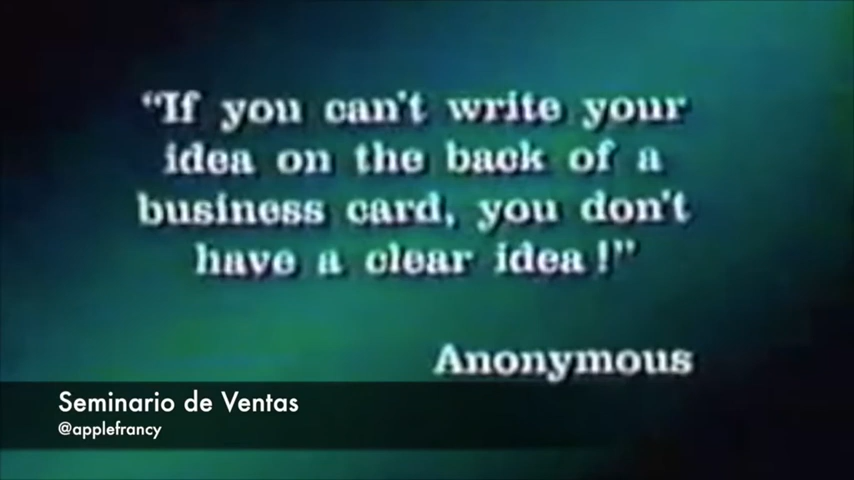 “If you can't write your
idea on the back of a
business card, you don't
have a clear idea!”
Anonymous
Seminario de Ventas
@applefrancy